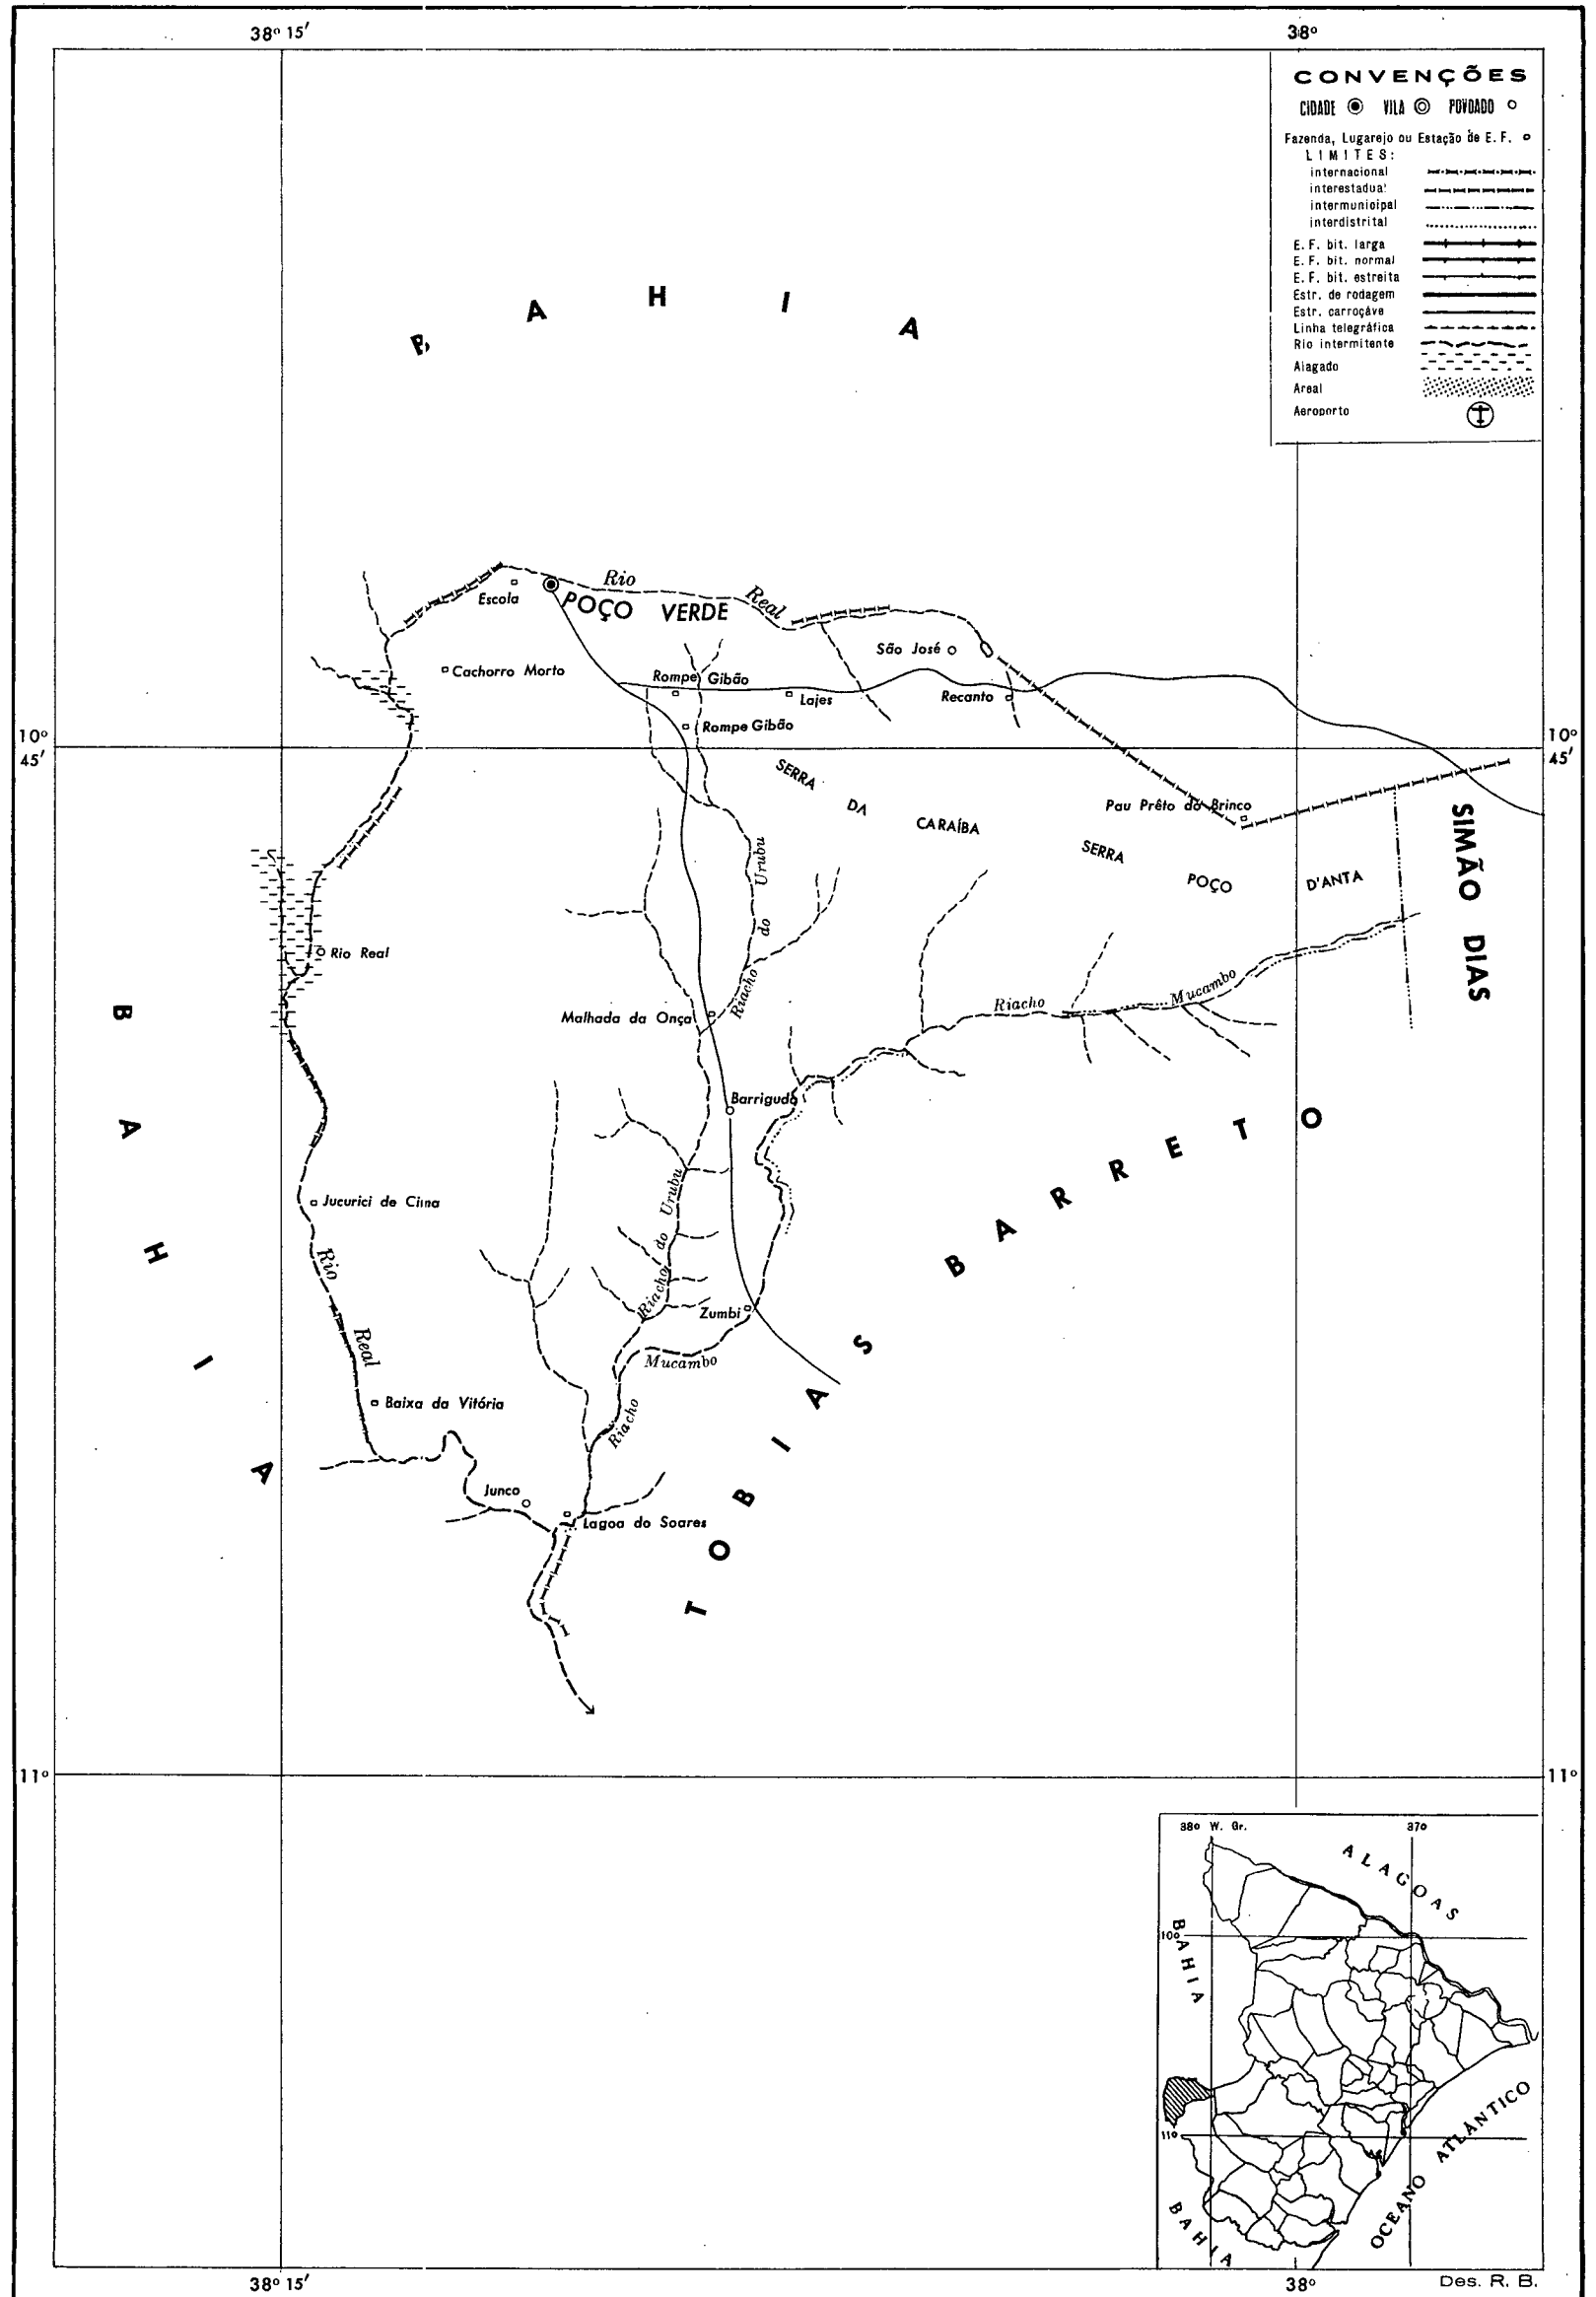 38° 15′
38°
CONVENÇÕES
CIDADE VILA POVOADO
Fazenda, Lugarejo ou Estação de E. F.
LIMITES:
internacional
interestadual
intermunicipal
interdistrital
E. F. bit. larga
E. F. bit. normal
E. F. bit. estreita
Estr. de rodagem
Estr. carroçáve
Linha telegráfica
Rio intermitente
Alagado
Areal
Aeroporto
BAHIA
Rio Real
Escola
POÇO VERDE
São José
Cachorro Morto
Rompe Gibão
Lajes
Recanto
Rompe Gibão
10° 45′
10° 45′
SERRA DA CARAÍBA
Pau Prêto do Brinco
SERRA POÇO D'ANTA
SIMÃO DIAS
Riacho do Urubu
Rio Real
Malhada da Onça
Riacho Mucambo
BAHIA
Barriguda
TOBIAS BARRETO
Jucurici de Cima
Riacho do Urubu
Rio Real
Zumbi
Riacho Mucambo
Baixa da Vitória
Junco
Lagoa do Soares
11°
11°
38° W. Gr.
37°
ALAGOAS
BAHIA
10°
11°
OCEANO ATLÂNTICO
BAHIA
38° 15′
38°
Des. R. B.